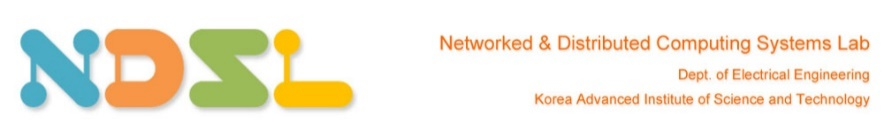 NDSL
Networked & Distributed Computing Systems Lab
Dept. of Electrical Engineering
Korea Advanced Institute of Science and Technology